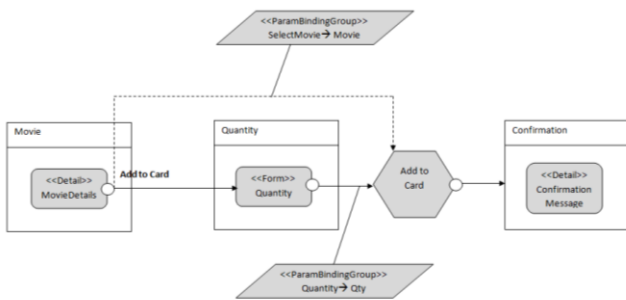 <<ParamBindingGroup>>
SelectMovie→ Movie
Movie
Quantity
Confirmation
<<Detail>>
MovieDetails
Add to Card
<<Form>>
Quantity
Add to
Card
<<Detail>>
Confirmation
Message
<<ParamBindingGroup>>
Quantity→ Qty